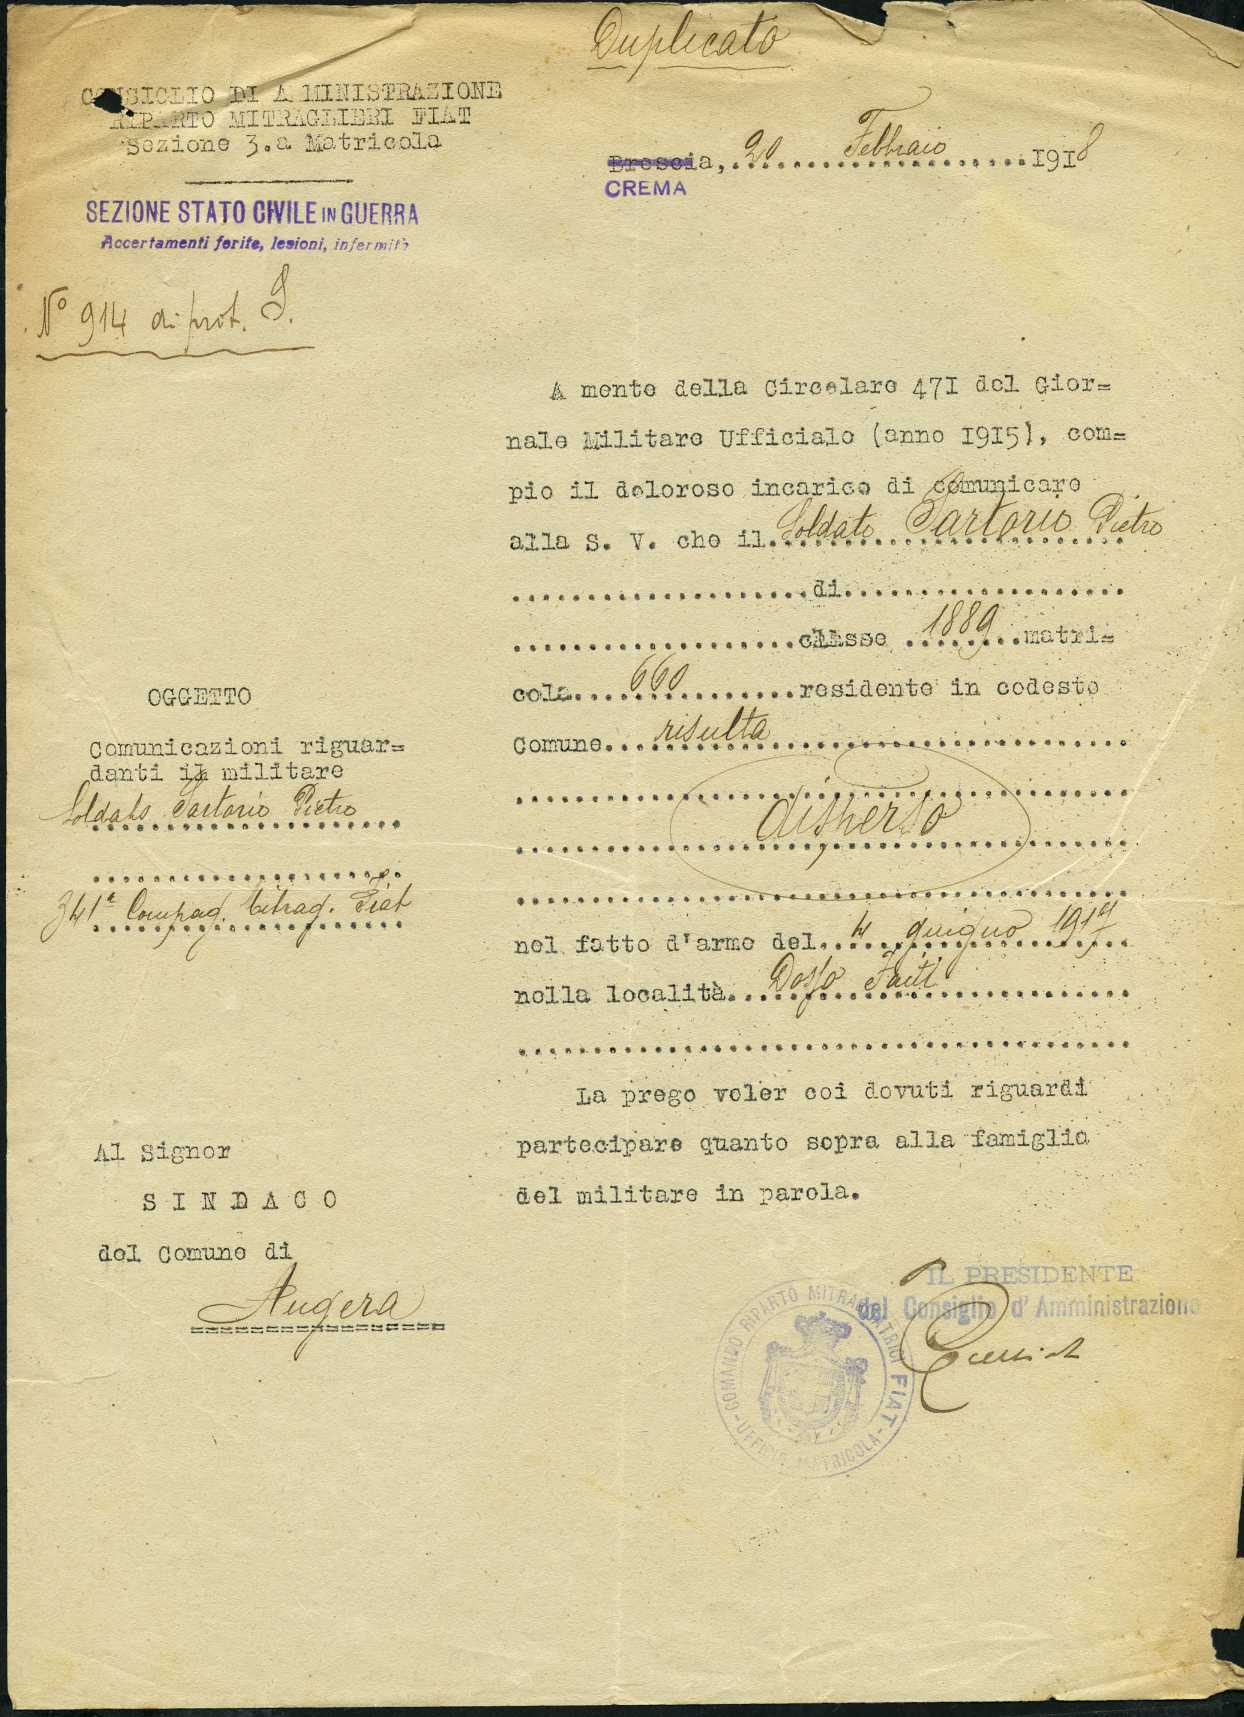 Duplicato
CONSIGLIO DI A MINISTRAZIONE
RIPARTO MITRAGLIERI FIAT
Sezione 3.a Matricola
SEZIONE STATO CIVILE IN GUERRA
Accertamenti ferite, lesioni, infermità
Nº 914 di prot. S.
Brescia, 20 Febbraio 1918
CREMA
A mente della Circolare 471 del Gior=
nale Militare Ufficiale (anno 1915), com=
pio il doloroso incarico di comunicare
alla S. V. che il Soldato Sartorio Pietro
di
classe 1889 matri=
cola 660 residente in codesto
Comune risulta
disperso
nel fatto d'arme del 4 giugno 1917
nella località Dosso Faiti
La prego voler coi dovuti riguardi
partecipare quanto sopra alla famiglia
del militare in parola.
OGGETTO
Comunicazioni riguar=
danti il militare
Soldato Sartorio Pietro
341ª Compag. Mitrag. Fiat
Al Signor
SINDACO
del Comune di
Angera
IL PRESIDENTE
del Consiglio d'Amministrazione
COMANDO RIPARTO MITRAGLIATRICI FIAT - UFFICIO MATRICOLA -